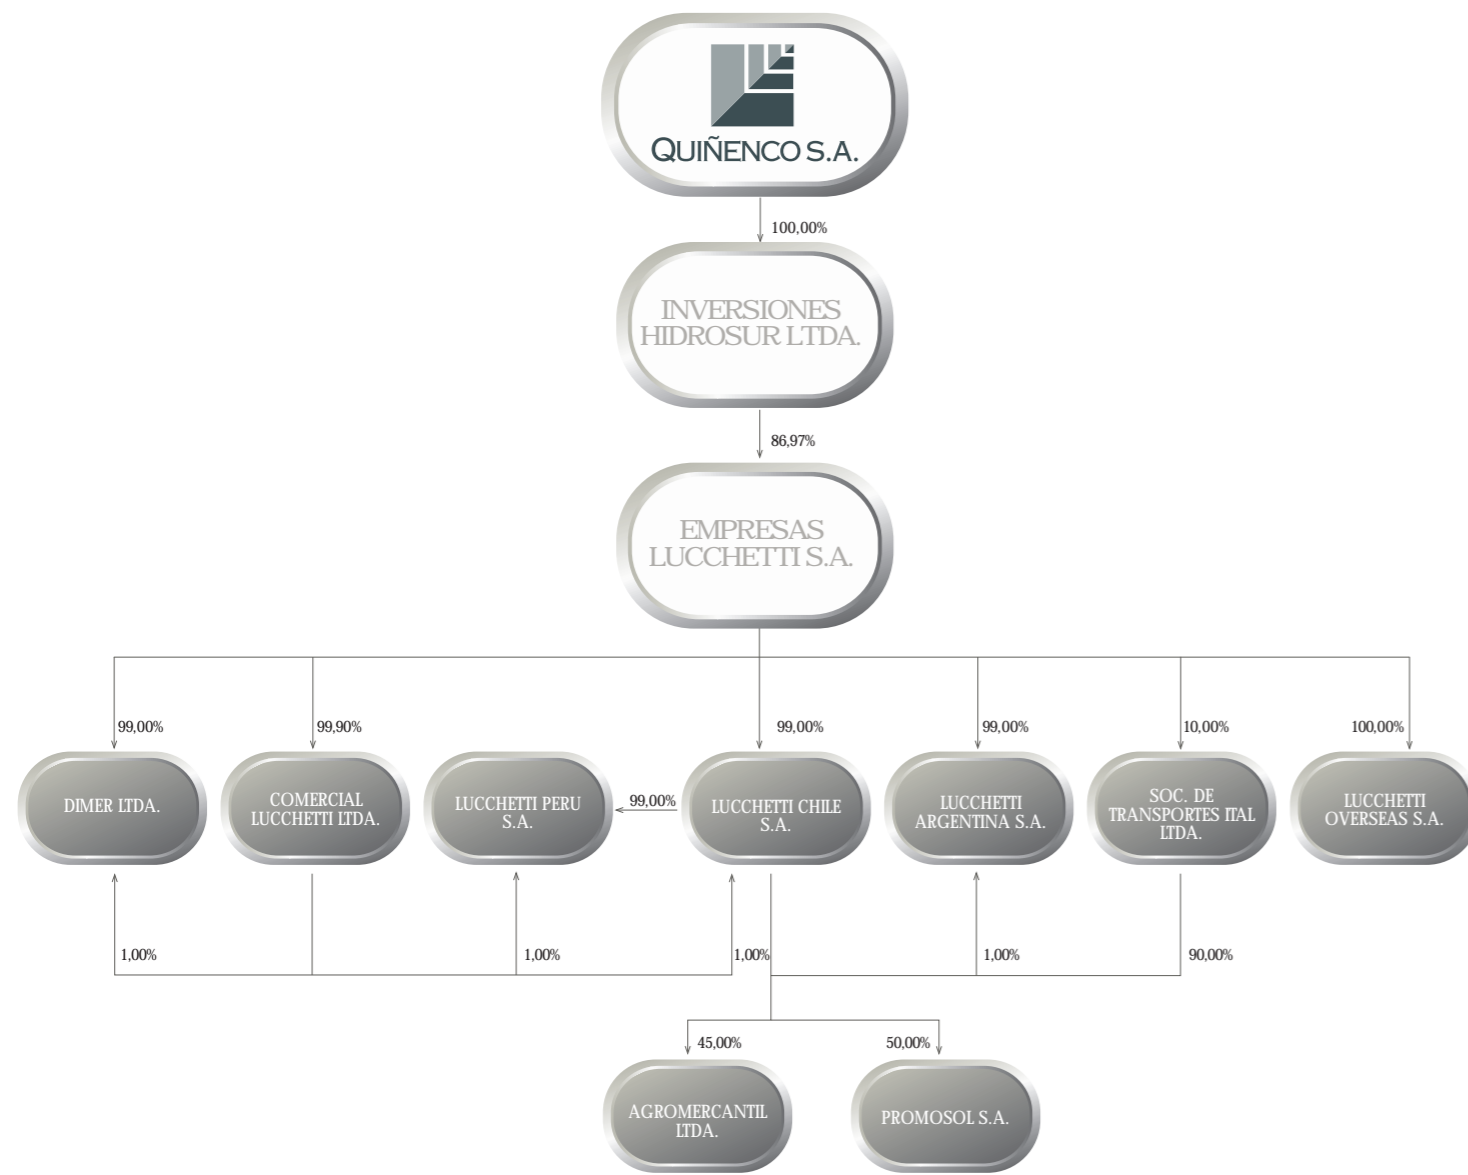 QUIÑENCO S.A.
100,00%
INVERSIONES
HIDROSUR LTDA.
86,97%
EMPRESAS
LUCCHETTI S.A.
99,00%
99,90%
99,00%
99,00%
10,00%
100,00%
DIMER LTDA.
COMERCIAL
LUCCHETTI LTDA.
LUCCHETTI PERU
S.A.
99,00%
LUCCHETTI CHILE
S.A.
LUCCHETTI
ARGENTINA S.A.
SOC. DE
TRANSPORTES ITAL
LTDA.
LUCCHETTI
OVERSEAS S.A.
1,00%
1,00%
1,00%
1,00%
90,00%
45,00%
50,00%
AGROMERCANTIL
LTDA.
PROMOSOL S.A.